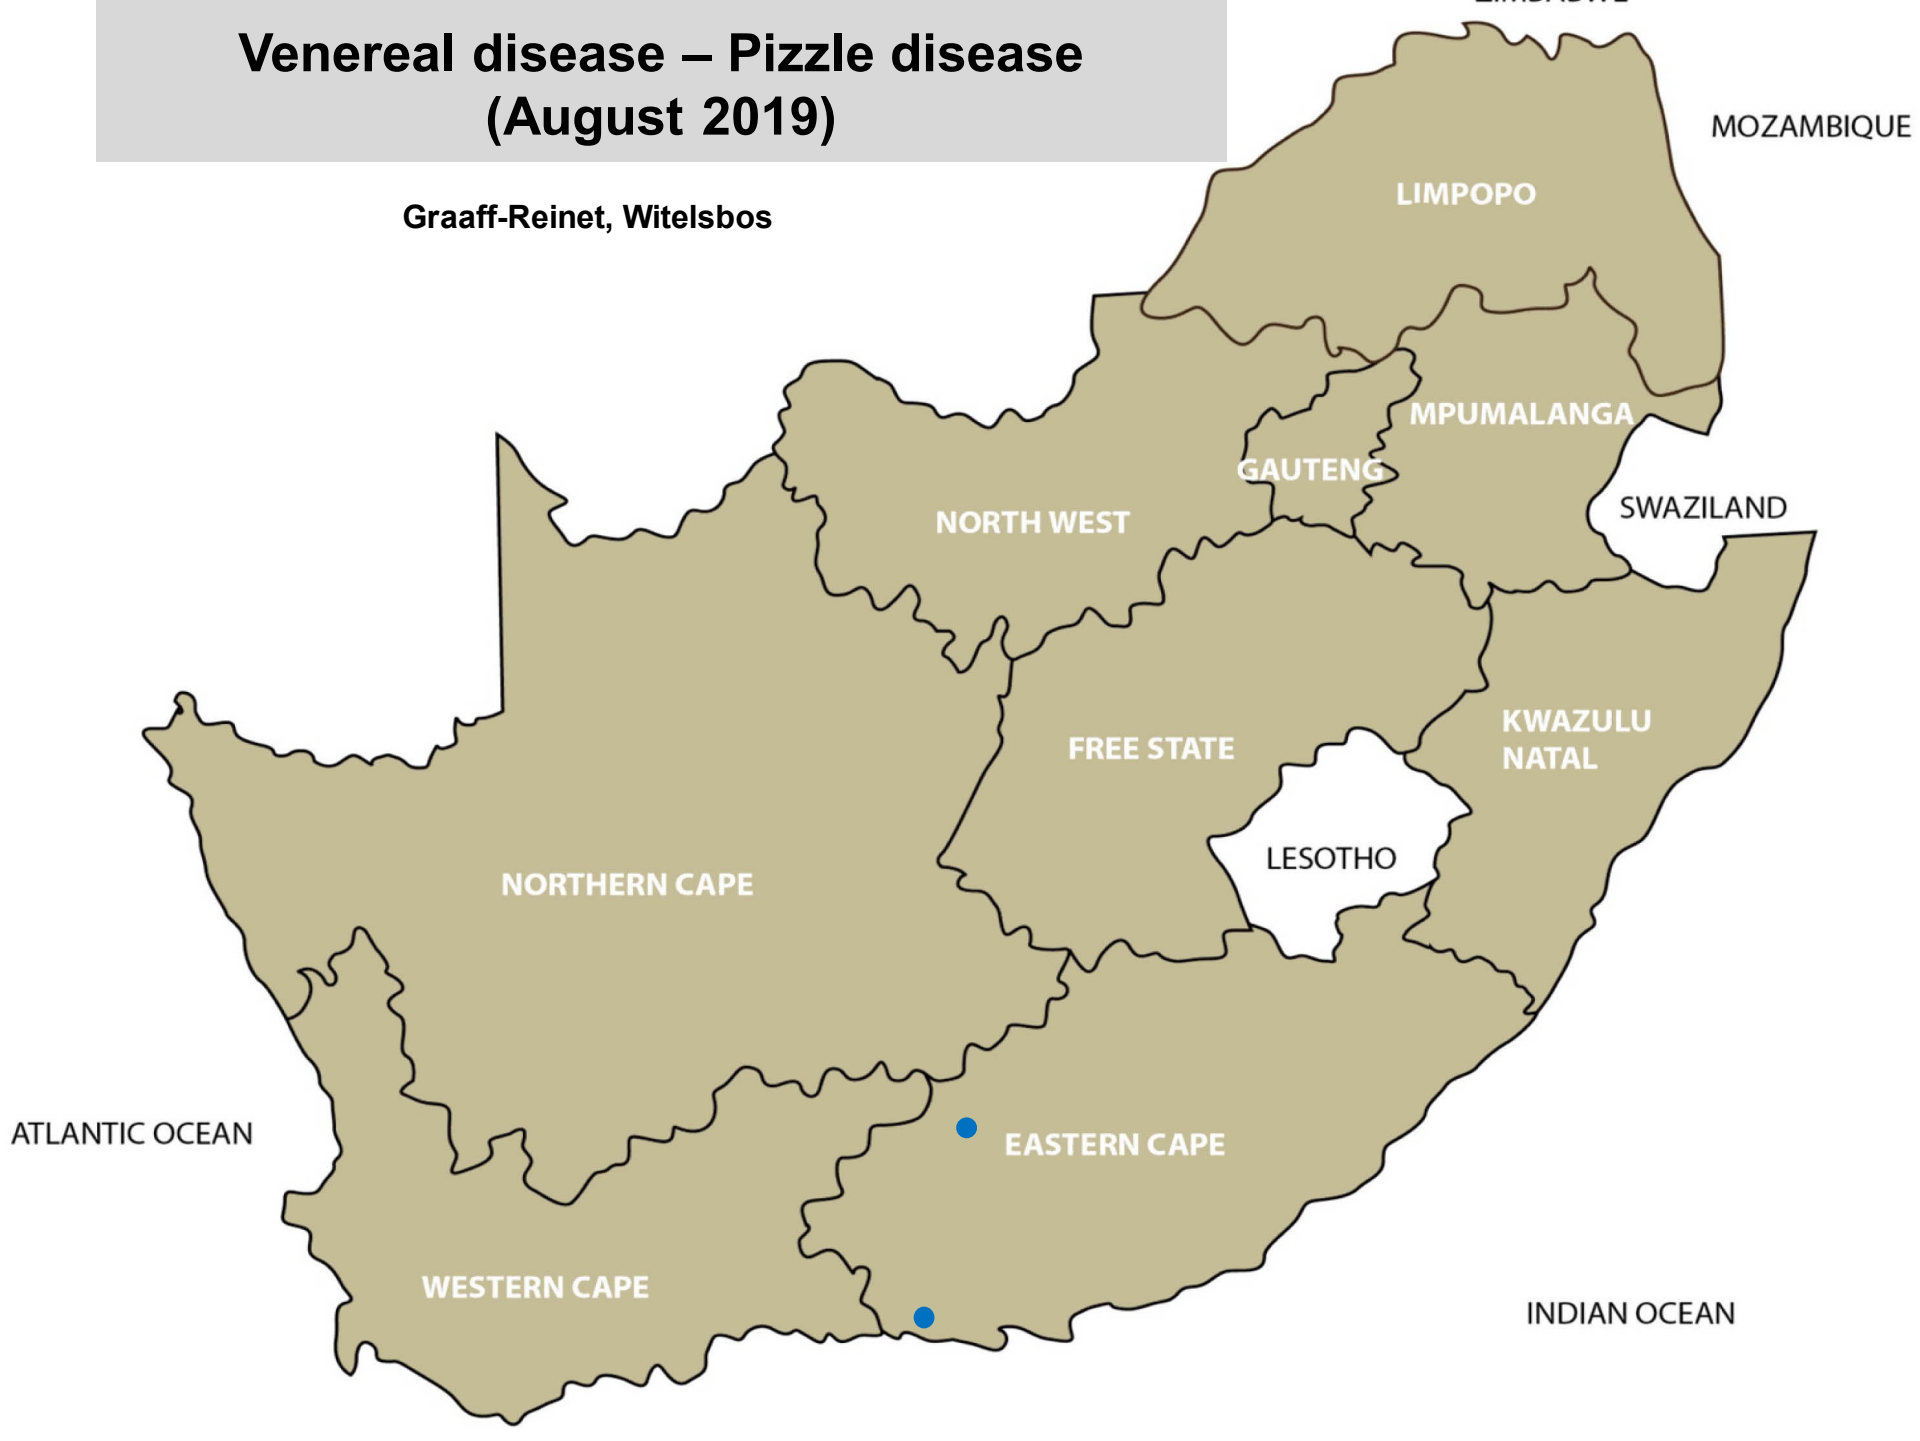 Venereal disease – Pizzle disease
(August 2019)
Graaff-Reinet, Witelsbos
MOZAMBIQUE
LIMPOPO
MPUMALANGA
GAUTENG
SWAZILAND
NORTH WEST
KWAZULU
NATAL
FREE STATE
LESOTHO
NORTHERN CAPE
ATLANTIC OCEAN
EASTERN CAPE
WESTERN CAPE
INDIAN OCEAN